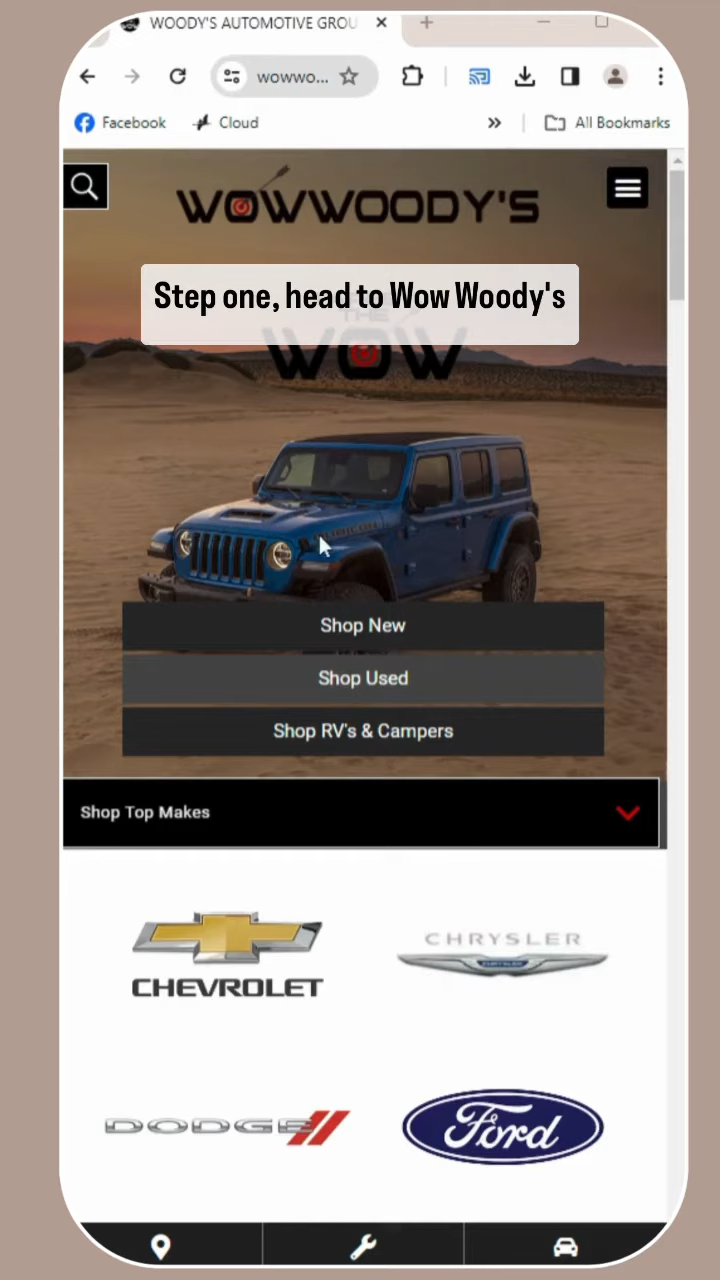 WOODY'S AUTOMOTIVE GROU
wowwo...
Facebook
Cloud
All Bookmarks
WOWWOODY'S
Step one, head to Wow Woody's
THE
WOW
Shop New
Shop Used
Shop RV's & Campers
Shop Top Makes
CHEVROLET
CHRYSLER
DODGE
Ford